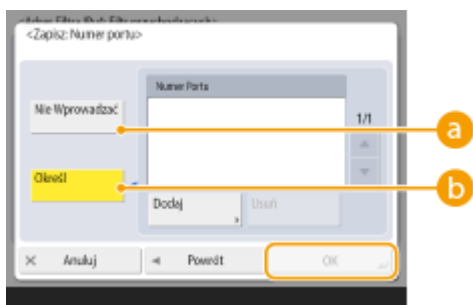 <Zapisz: Numer portu>
Numer Portu
Nie Wprowadzać
1/1
a
Określ
b
Dodaj
Usuń
Anuluj
Powrót
OK